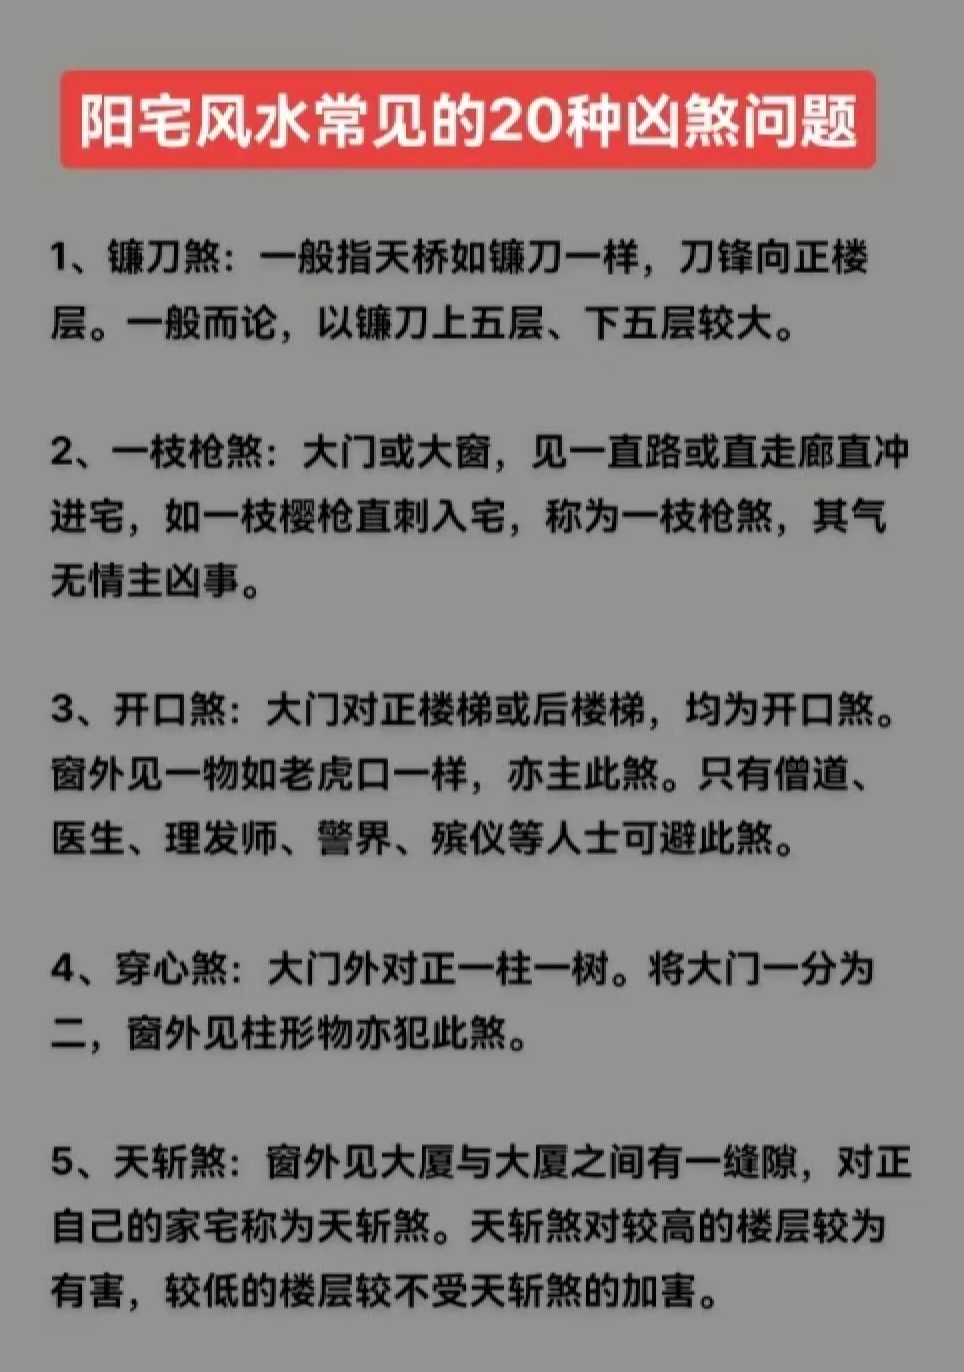 阳宅风水常见的20种凶煞问题
1、镰刀煞：一般指天桥如镰刀一样，刀锋向正楼
层。一般而论，以镰刀上五层、下五层较大。
2、一枝枪煞：大门或大窗，见一直路或直走廊直冲
进宅，如一枝樱枪直刺入宅，称为一枝枪煞，其气
无情主凶事。
3、开口煞：大门对正楼梯或后楼梯，均为开口煞。
窗外见一物如老虎口一样，亦主此煞。只有僧道、
医生、理发师、警界、殡仪等人士可避此煞。
4、穿心煞：大门外对正一柱一树。将大门一分为
二，窗外见柱形物亦犯此煞。
5、天斩煞：窗外见大厦与大厦之间有一缝隙，对正
自己的家宅称为天斩煞。天斩煞对较高的楼层较为
有害，较低的楼层较不受天斩煞的加害。